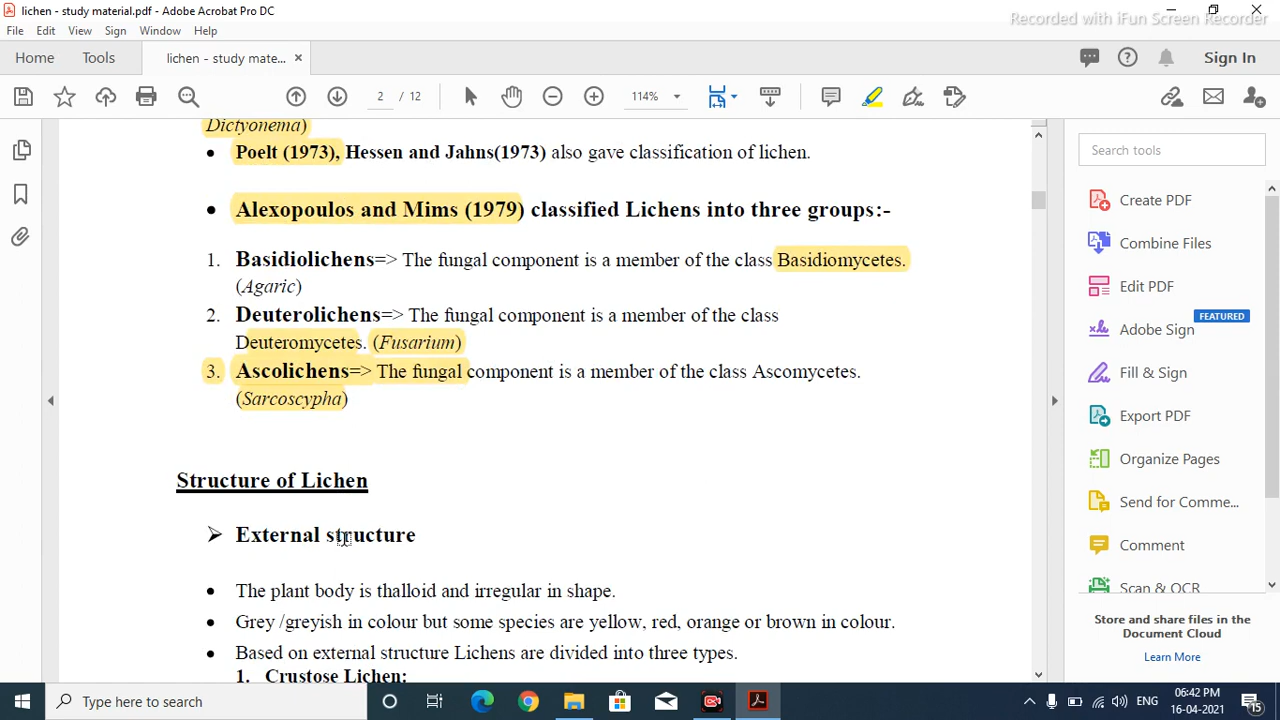 lichen - study material.pdf - Adobe Acrobat Pro DC
Recorded with iFun Screen Recorder
File Edit View Sign Window Help
Home Tools lichen - study mate... × Sign In
2 / 12 114%
Dictyonema)
• Poelt (1973), Hessen and Jahns(1973) also gave classification of lichen.
• Alexopoulos and Mims (1979) classified Lichens into three groups:-
1. Basidiolichens=> The fungal component is a member of the class Basidiomycetes.
(Agaric)
2. Deuterolichens=> The fungal component is a member of the class
Deuteromycetes. (Fusarium)
3. Ascolichens=> The fungal component is a member of the class Ascomycetes.
(Sarcoscypha)
Structure of Lichen
➢ External structure
• The plant body is thalloid and irregular in shape.
• Grey /greyish in colour but some species are yellow, red, orange or brown in colour.
• Based on external structure Lichens are divided into three types.
1. Crustose Lichen:
Search tools
Create PDF
Combine Files
Edit PDF
FEATURED
Adobe Sign
Fill & Sign
Export PDF
Organize Pages
Send for Comme...
Comment
Scan & OCR
Store and share files in the
Document Cloud
Learn More
Type here to search
ENG
06:42 PM
16-04-2021
15